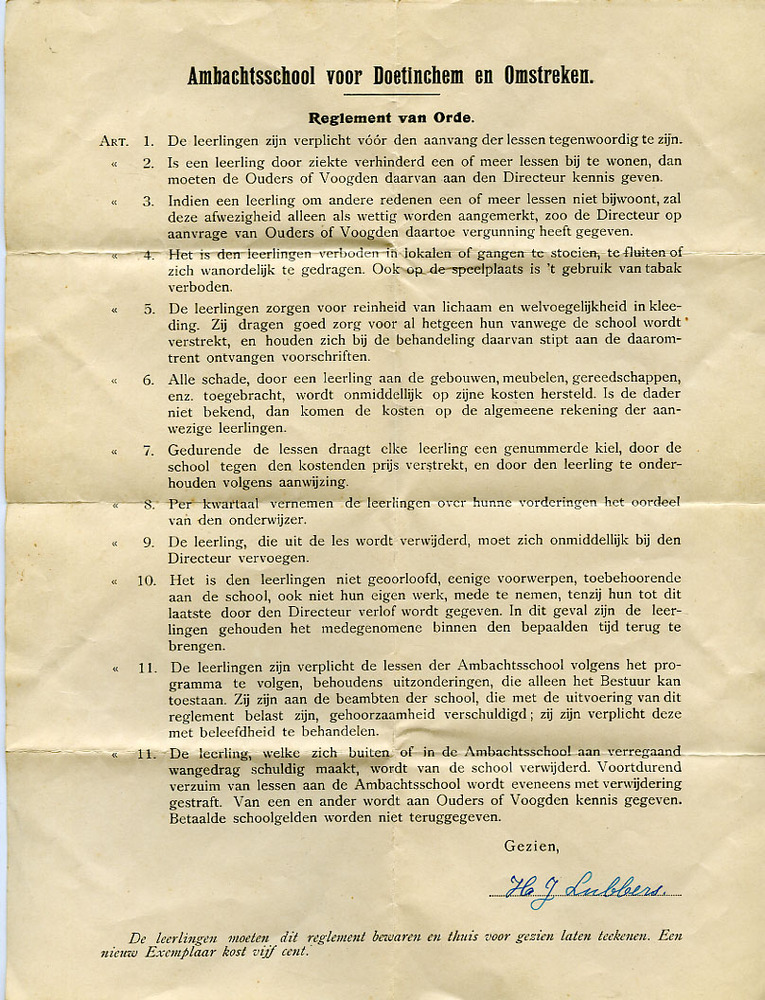 Ambachtsschool voor Doetinchem en Omstreken.
Reglement van Orde.
ART. 1. De leerlingen zijn verplicht vóór den aanvang der lessen tegenwoordig te zijn.
« 2. Is een leerling door ziekte verhinderd een of meer lessen bij te wonen, dan
moeten de Ouders of Voogden daarvan aan den Directeur kennis geven.
« 3. Indien een leerling om andere redenen een of meer lessen niet bijwoont, zal
deze afwezigheid alleen als wettig worden aangemerkt, zoo de Directeur op
aanvrage van Ouders of Voogden daartoe vergunning heeft gegeven.
« 4. Het is den leerlingen verboden in lokalen of gangen te stoeien, te fluiten of
zich wanordelijk te gedragen. Ook op de speelplaats is 't gebruik van tabak
verboden.
« 5. De leerlingen zorgen voor reinheid van lichaam en welvoegelijkheid in klee-
ding. Zij dragen goed zorg voor al hetgeen hun vanwege de school wordt
verstrekt, en houden zich bij de behandeling daarvan stipt aan de daarom-
trent ontvangen voorschriften.
« 6. Alle schade, door een leerling aan de gebouwen, meubelen, gereedschappen,
enz. toegebracht, wordt onmiddellijk op zijne kosten hersteld. Is de dader
niet bekend, dan komen de kosten op de algemeene rekening der aan-
wezige leerlingen.
« 7. Gedurende de lessen draagt elke leerling een genummerde kiel, door de
school tegen den kostenden prijs verstrekt, en door den leerling te onder-
houden volgens aanwijzing.
« 8. Per kwartaal vernemen de leerlingen over hunne vorderingen het oordeel
van den onderwijzer.
« 9. De leerling, die uit de les wordt verwijderd, moet zich onmiddellijk bij den
Directeur vervoegen.
« 10. Het is den leerlingen niet geoorloofd, eenige voorwerpen, toebehoorende
aan de school, ook niet hun eigen werk, mede te nemen, tenzij hun tot dit
laatste door den Directeur verlof wordt gegeven. In dit geval zijn de leer-
lingen gehouden het medegenomene binnen den bepaalden tijd terug te
brengen.
« 11. De leerlingen zijn verplicht de lessen der Ambachtsschool volgens het pro-
gramma te volgen, behoudens uitzonderingen, die alleen het Bestuur kan
toestaan. Zij zijn aan de beambten der school, die met de uitvoering van dit
reglement belast zijn, gehoorzaamheid verschuldigd; zij zijn verplicht deze
met beleefdheid te behandelen.
« 11. De leerling, welke zich buiten of in de Ambachtsschool aan verregaand
wangedrag schuldig maakt, wordt van de school verwijderd. Voortdurend
verzuim van lessen aan de Ambachtsschool wordt eveneens met verwijdering
gestraft. Van een en ander wordt aan Ouders of Voogden kennis gegeven.
Betaalde schoolgelden worden niet teruggegeven.
Gezien,
J Lubbers.
De leerlingen moeten dit reglement bewaren en thuis voor gezien laten teekenen. Een
nieuw Exemplaar kost vijf cent.